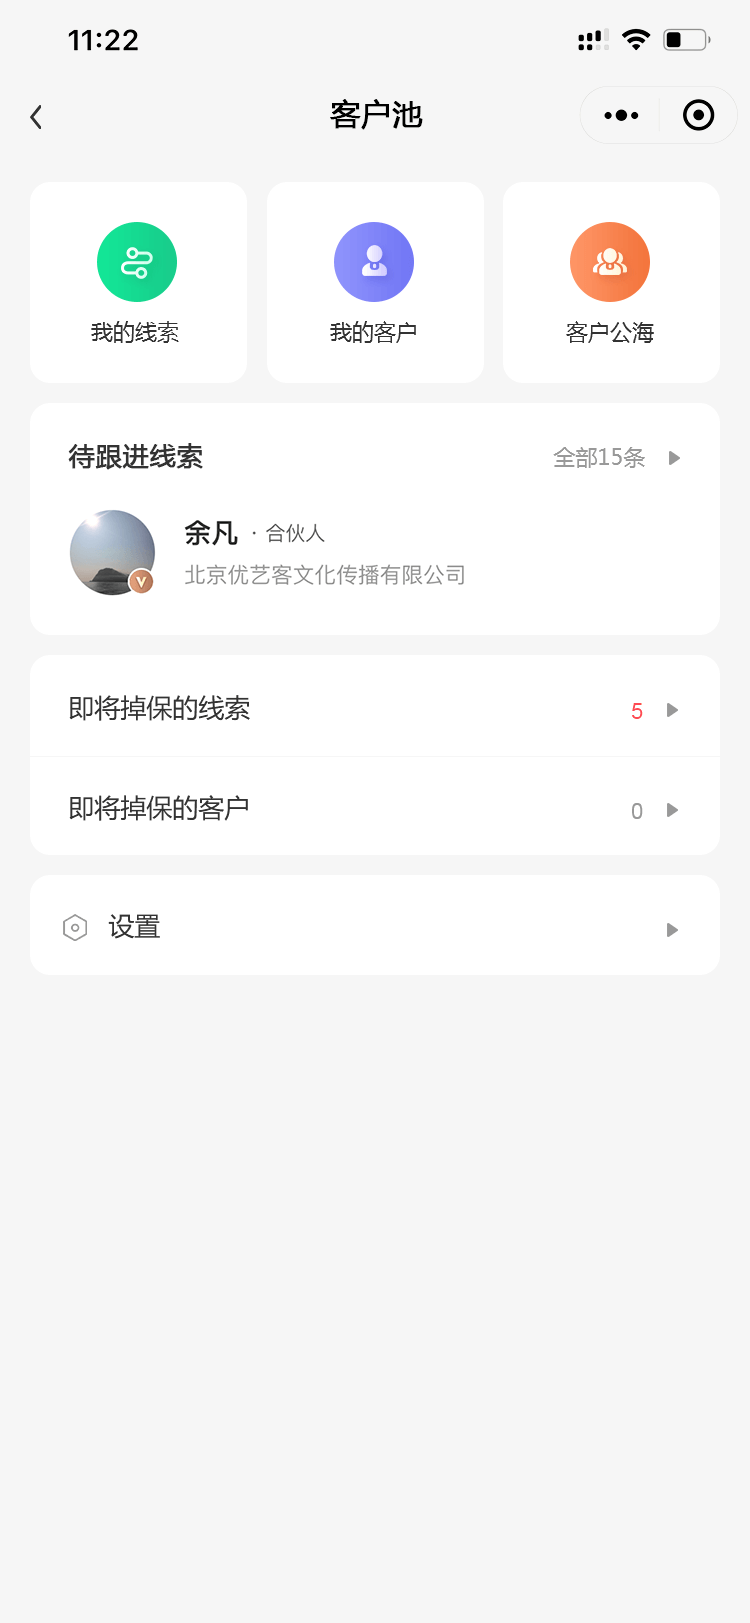 11:22
客户池
我的线索
我的客户
客户公海
待跟进线索
全部15条
余凡 · 合伙人
V
北京优艺客文化传播有限公司
即将掉保的线索
5
即将掉保的客户
0
设置